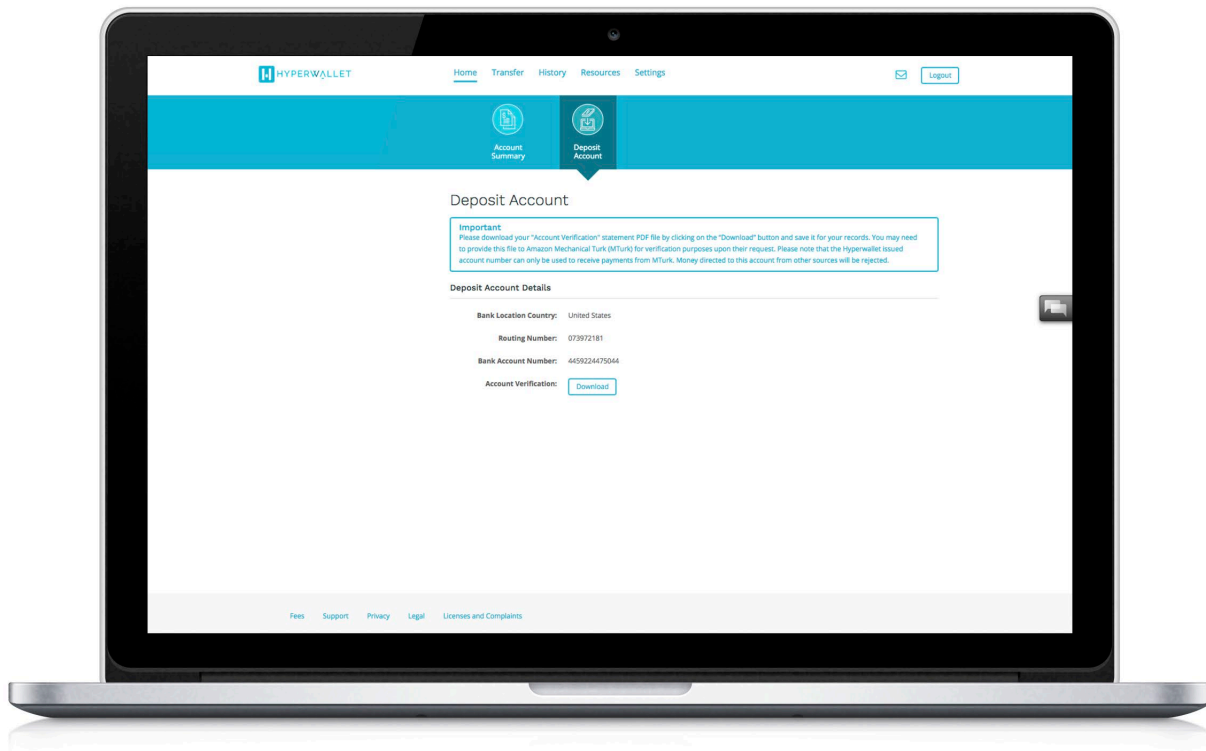 HYPERWALLET
Home Transfer History Resources Settings
Logout
Account
Summary
Deposit
Account
Deposit Account
Important
Please download your "Account Verification" statement PDF file by clicking on the "Download" button and save it for your records. You may need
to provide this file to Amazon Mechanical Turk (MTurk) for verification purposes upon their request. Please note that the Hyperwallet issued
account number can only be used to receive payments from MTurk. Money directed to this account from other sources will be rejected.
Deposit Account Details
Bank Location Country: United States
Routing Number: 073972181
Bank Account Number: 4459224475044
Account Verification: Download
Fees Support Privacy Legal Licenses and Complaints